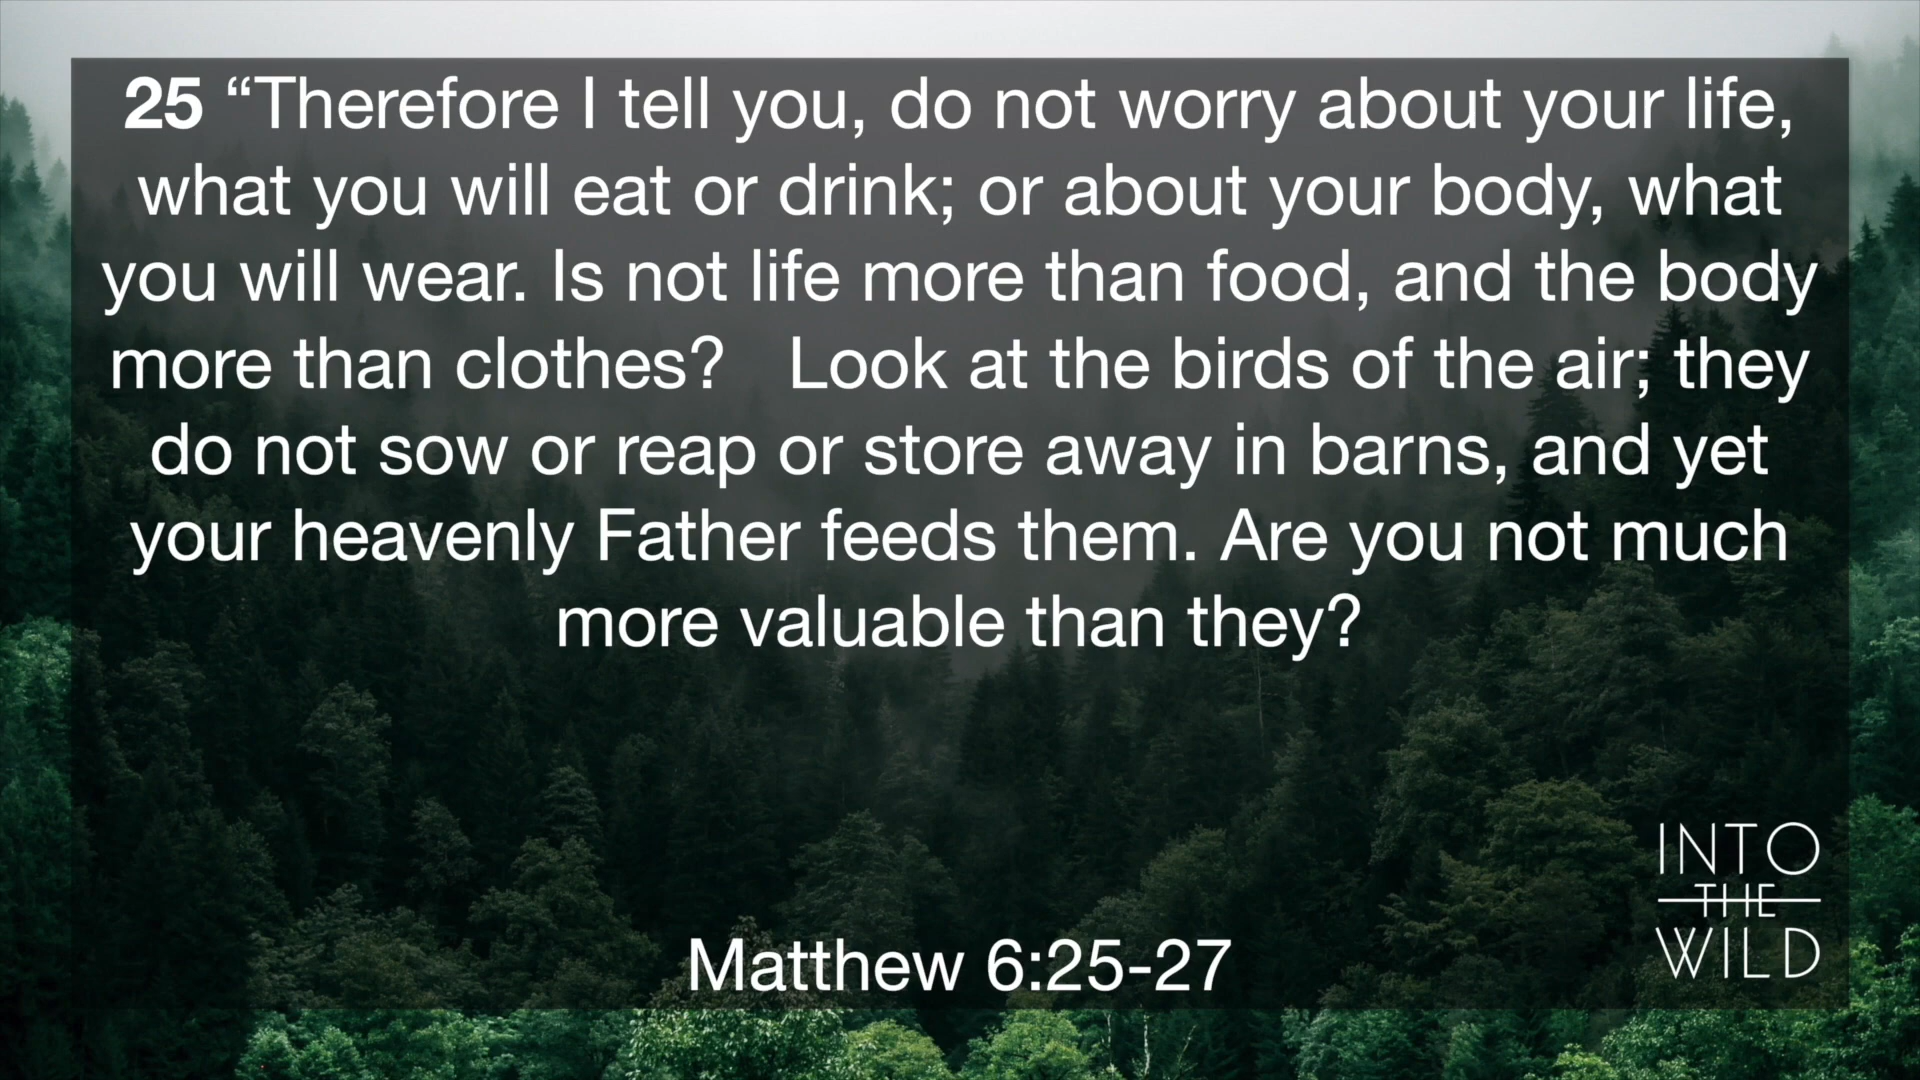 25 “Therefore I tell you, do not worry about your life,
what you will eat or drink; or about your body, what
you will wear. Is not life more than food, and the body
more than clothes?   Look at the birds of the air; they
do not sow or reap or store away in barns, and yet
your heavenly Father feeds them. Are you not much
more valuable than they?
INTO
THE
WILD
Matthew 6:25-27